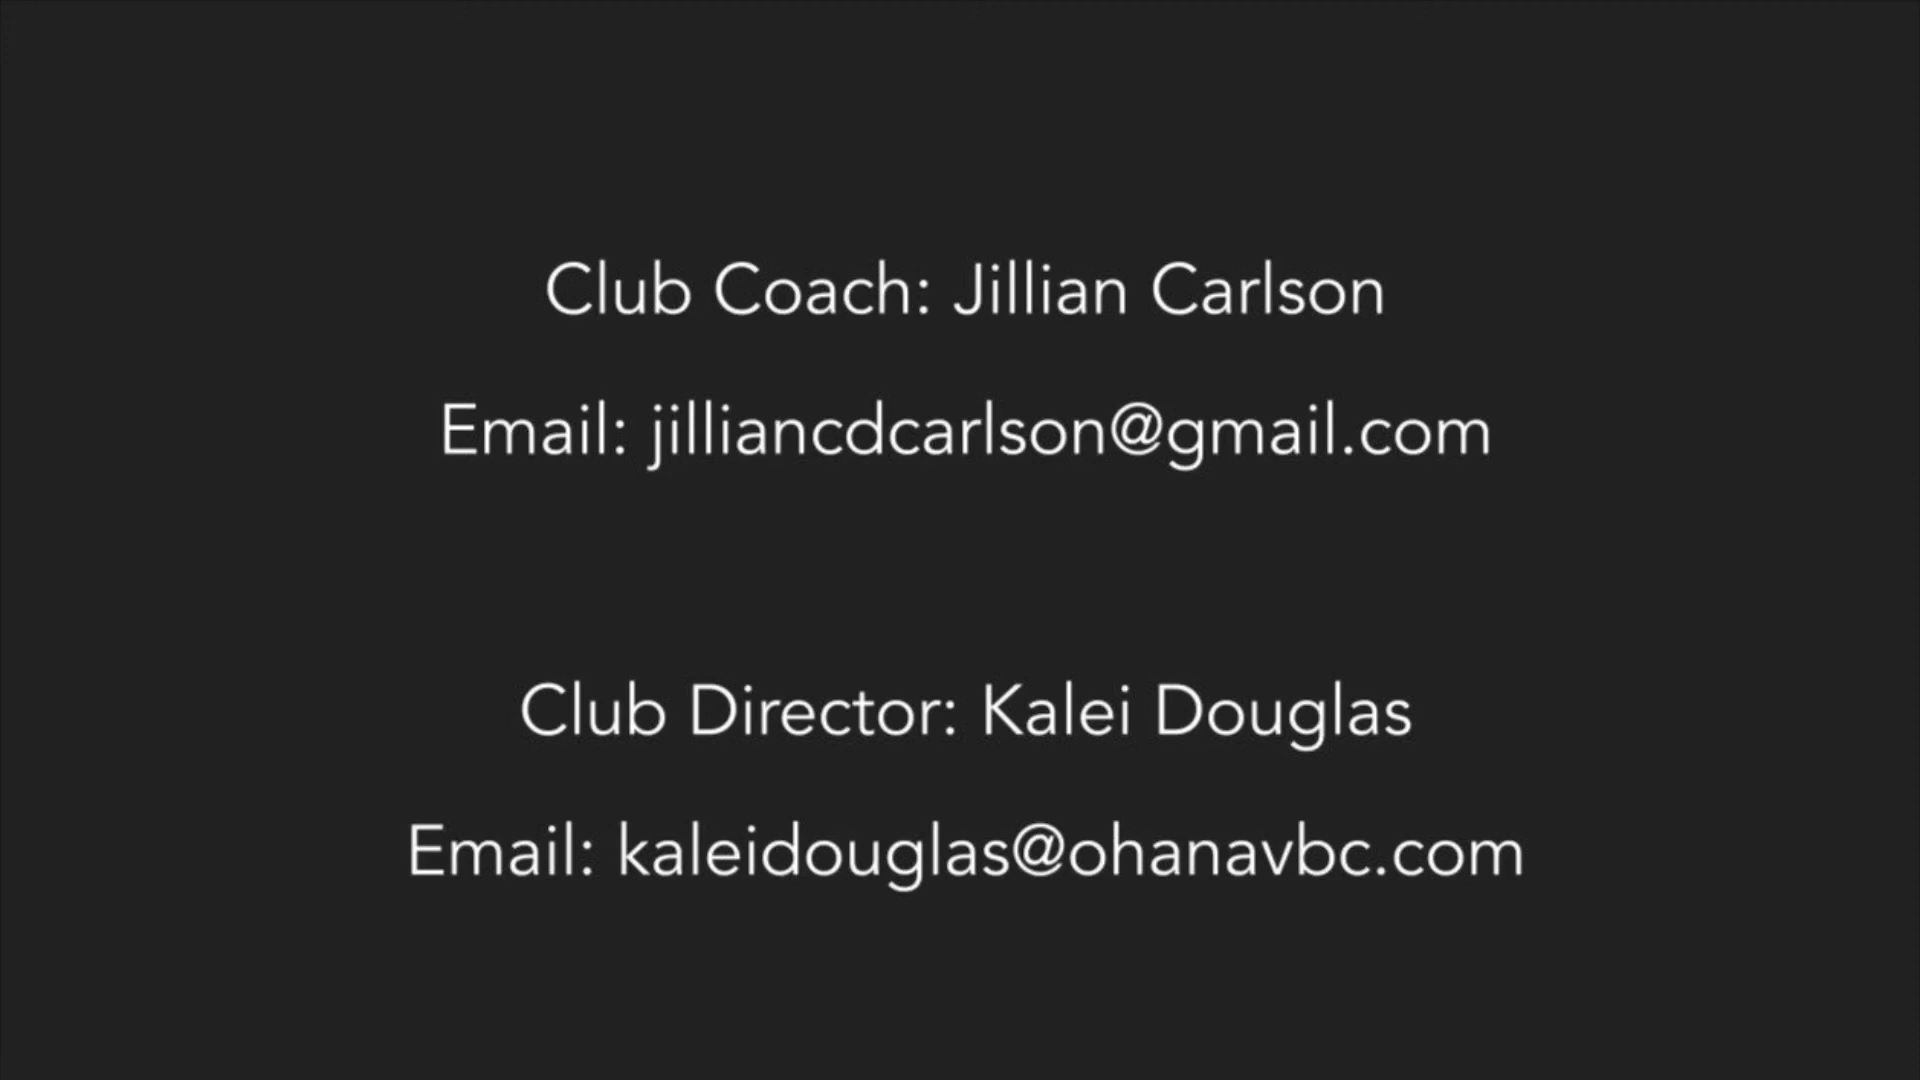 Club Coach: Jillian Carlson
Email: jilliancdcarlson@gmail.com
Club Director: Kalei Douglas
Email: kaleidouglas@ohanavbc.com